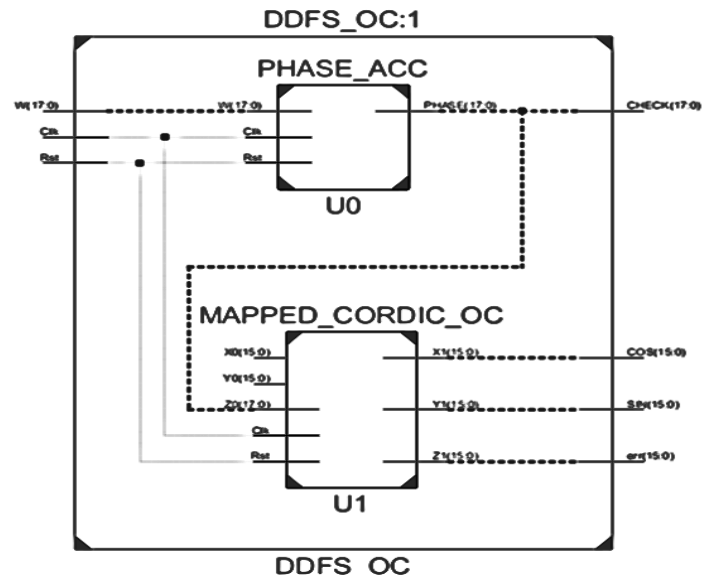 DDFS_OC:1
PHASE_ACC
W(17:0) W(17:0) PHASE(17:0) CHECK(17:0)
Clk Clk
Rst Rst
U0
MAPPED_CORDIC_OC
X0(15:0) X1(15:0) COS(15:0)
Y0(15:0)
Z0(17:0) Y1(15:0) SIN(15:0)
Clk
Rst Z1(15:0) err(15:0)
U1
DDFS_OC